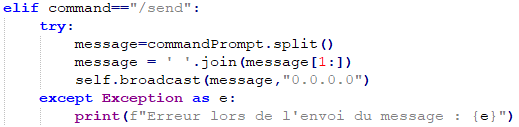 elif command=="/send":
    try:
        message=commandPrompt.split()
        message = ' '.join(message[1:])
        self.broadcast(message,"0.0.0.0")
    except Exception as e:
        print(f"Erreur lors de l'envoi du message : {e}")